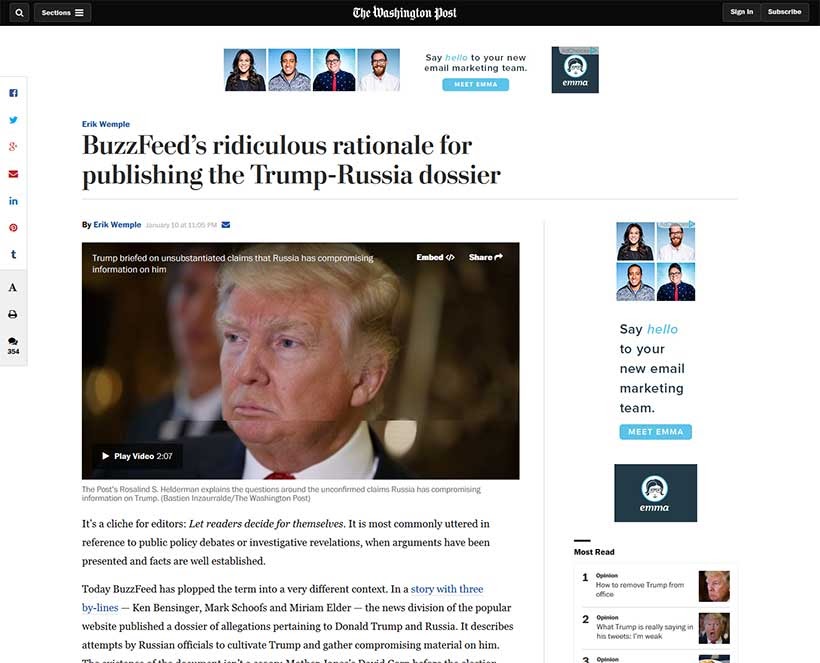 Sections
The Washington Post
Sign In
Subscribe
Say hello to your new
email marketing team.
MEET EMMA
emma
Erik Wemple
BuzzFeed's ridiculous rationale for
publishing the Trump-Russia dossier
By Erik Wemple January 10 at 11:05 PM
Trump briefed on unsubstantiated claims that Russia has compromising
information on him
Embed </>
Share
Play Video 2:07
The Post's Rosalind S. Helderman explains the questions around the unconfirmed claims Russia has compromising
information on Trump. (Bastien Inzaurralde/The Washington Post)
It's a cliche for editors: Let readers decide for themselves. It is most commonly uttered in
reference to public policy debates or investigative revelations, when arguments have been
presented and facts are well established.
Today BuzzFeed has plopped the term into a very different context. In a story with three
by-lines — Ken Bensinger, Mark Schoofs and Miriam Elder — the news division of the popular
website published a dossier of allegations pertaining to Donald Trump and Russia. It describes
attempts by Russian officials to cultivate Trump and gather compromising material on him.
A
354
Say hello
to your
new email
marketing
team.
MEET EMMA
emma
Most Read
1 Opinion
How to remove Trump from
office
2 Opinion
What Trump is really saying in
his tweets: I'm weak
3 Opinion